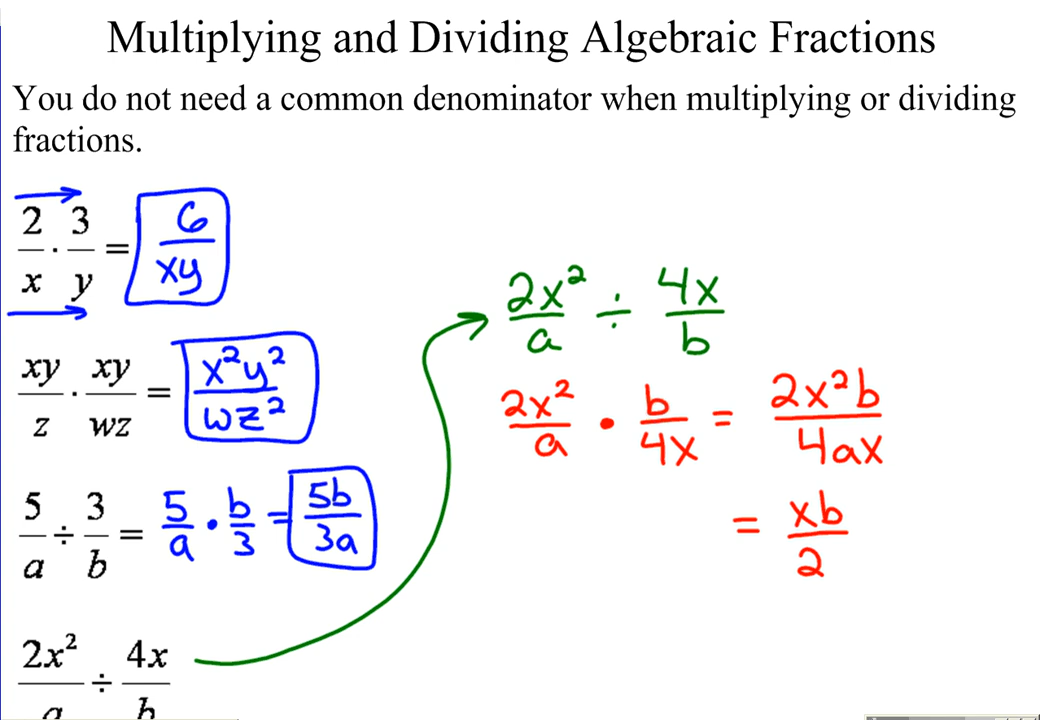 Multiplying and Dividing Algebraic Fractions
You do not need a common denominator when multiplying or dividing
fractions.
2/x · 3/y = 6/xy
xy/z · xy/wz = x²y²/wz²
5/a ÷ 3/b = 5/a • b/3 = 5b/3a
2x²/a ÷ 4x/b
2x²/a ÷ 4x/b
2x²/a • b/4x = 2x²b/4ax
= xb/2